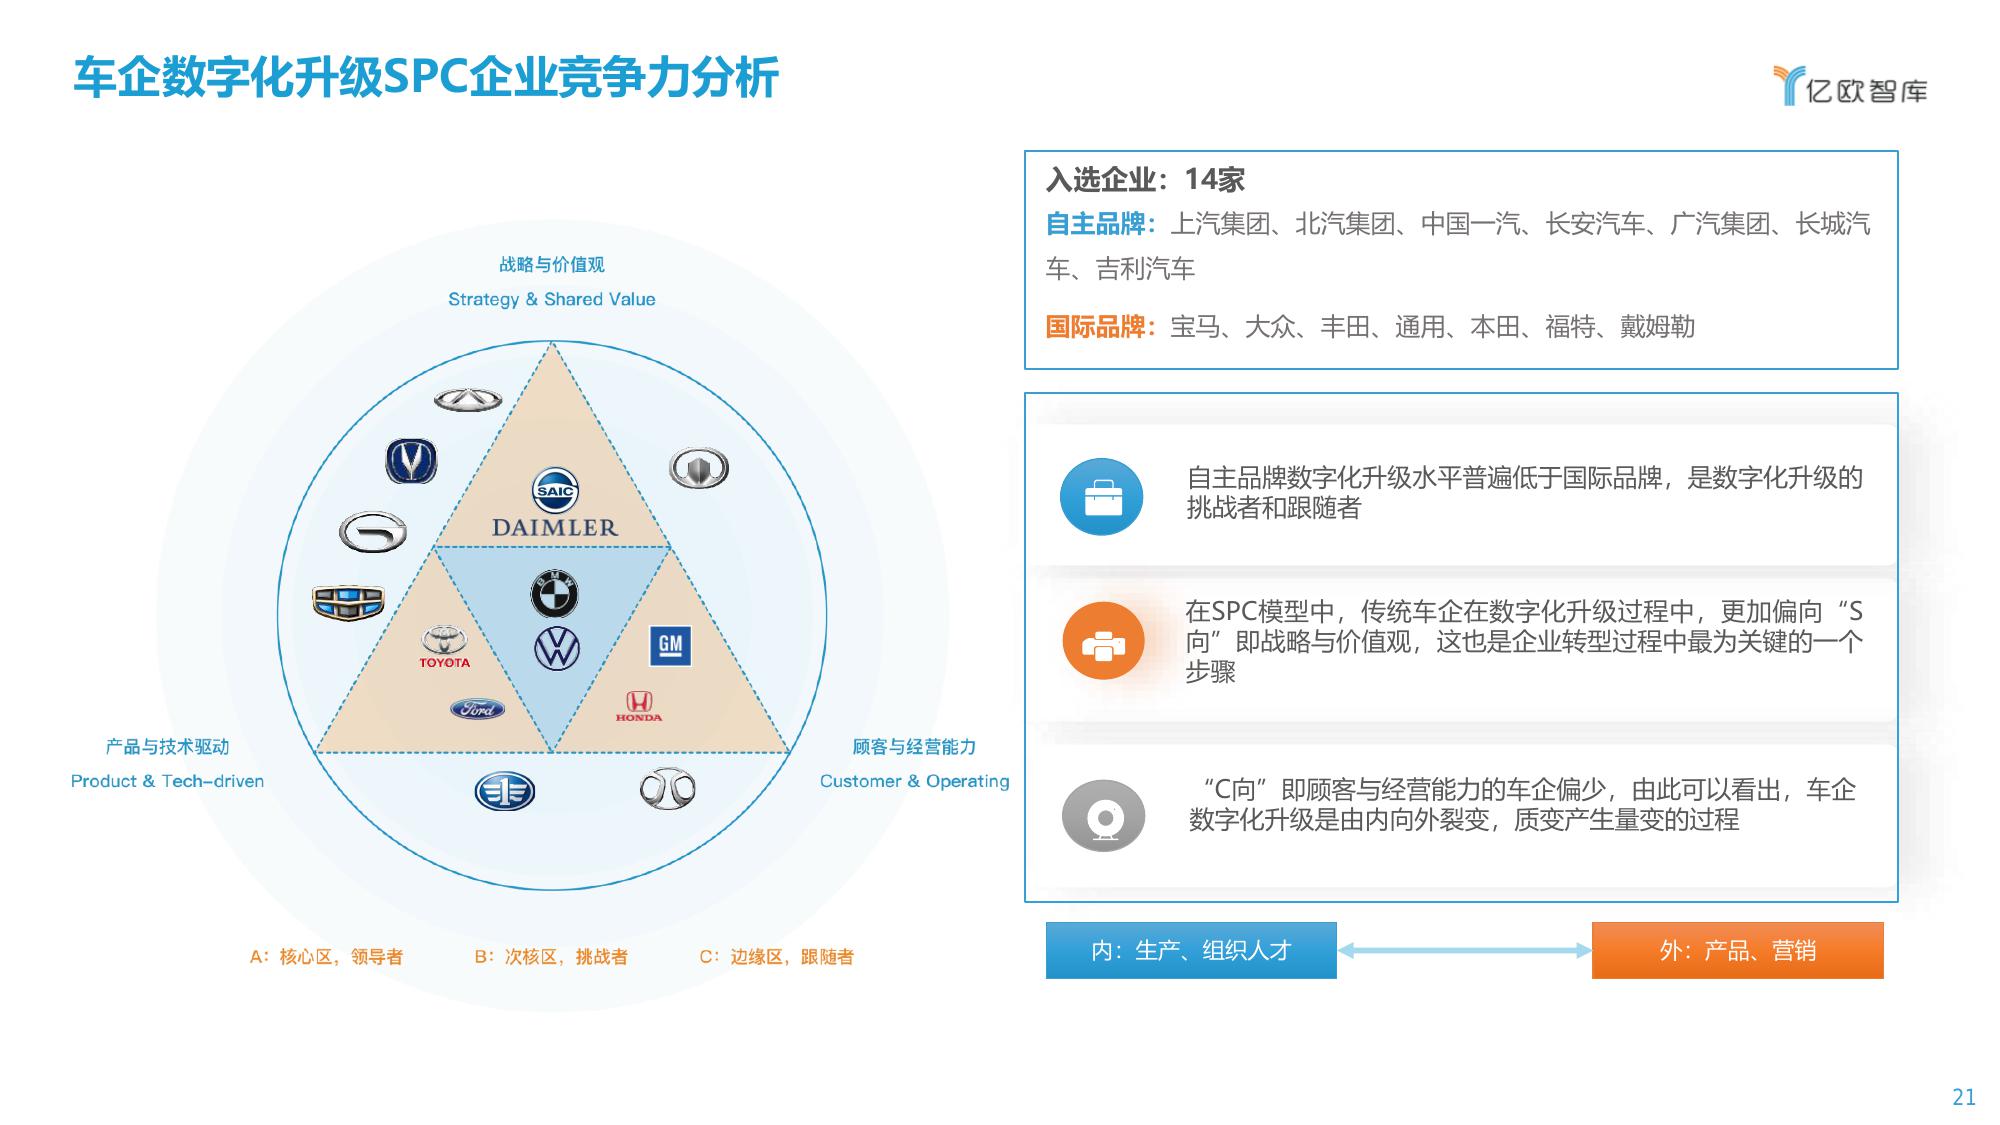 车企数字化升级SPC企业竞争力分析
亿欧智库
入选企业：14家
自主品牌：上汽集团、北汽集团、中国一汽、长安汽车、广汽集团、长城汽
车、吉利汽车
国际品牌：宝马、大众、丰田、通用、本田、福特、戴姆勒
战略与价值观
Strategy & Shared Value
SAIC
DAIMLER
BMW
TOYOTA
GM
Ford
HONDA
产品与技术驱动
Product & Tech-driven
顾客与经营能力
Customer & Operating
A：核心区，领导者
B：次核区，挑战者
C：边缘区，跟随者
自主品牌数字化升级水平普遍低于国际品牌，是数字化升级的
挑战者和跟随者
在SPC模型中，传统车企在数字化升级过程中，更加偏向“S
向”即战略与价值观，这也是企业转型过程中最为关键的一个
步骤
“C向”即顾客与经营能力的车企偏少，由此可以看出，车企
数字化升级是由内向外裂变，质变产生量变的过程
内：生产、组织人才
外：产品、营销
21